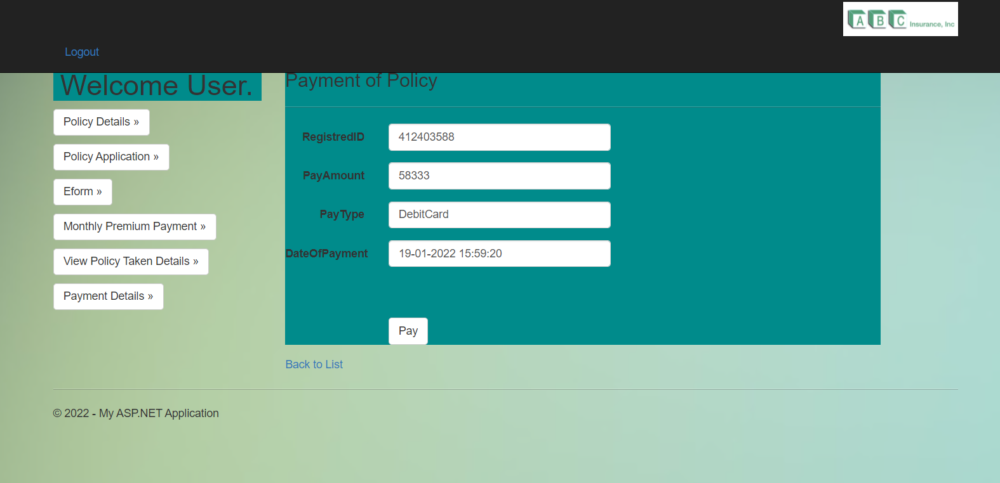 A B C Insurance, Inc
Logout
Welcome User.
Policy Details »
Policy Application »
Eform »
Monthly Premium Payment »
View Policy Taken Details »
Payment Details »
Payment of Policy
RegistredID 412403588
PayAmount 58333
PayType DebitCard
DateOfPayment 19-01-2022 15:59:20
Pay
Back to List
© 2022 - My ASP.NET Application